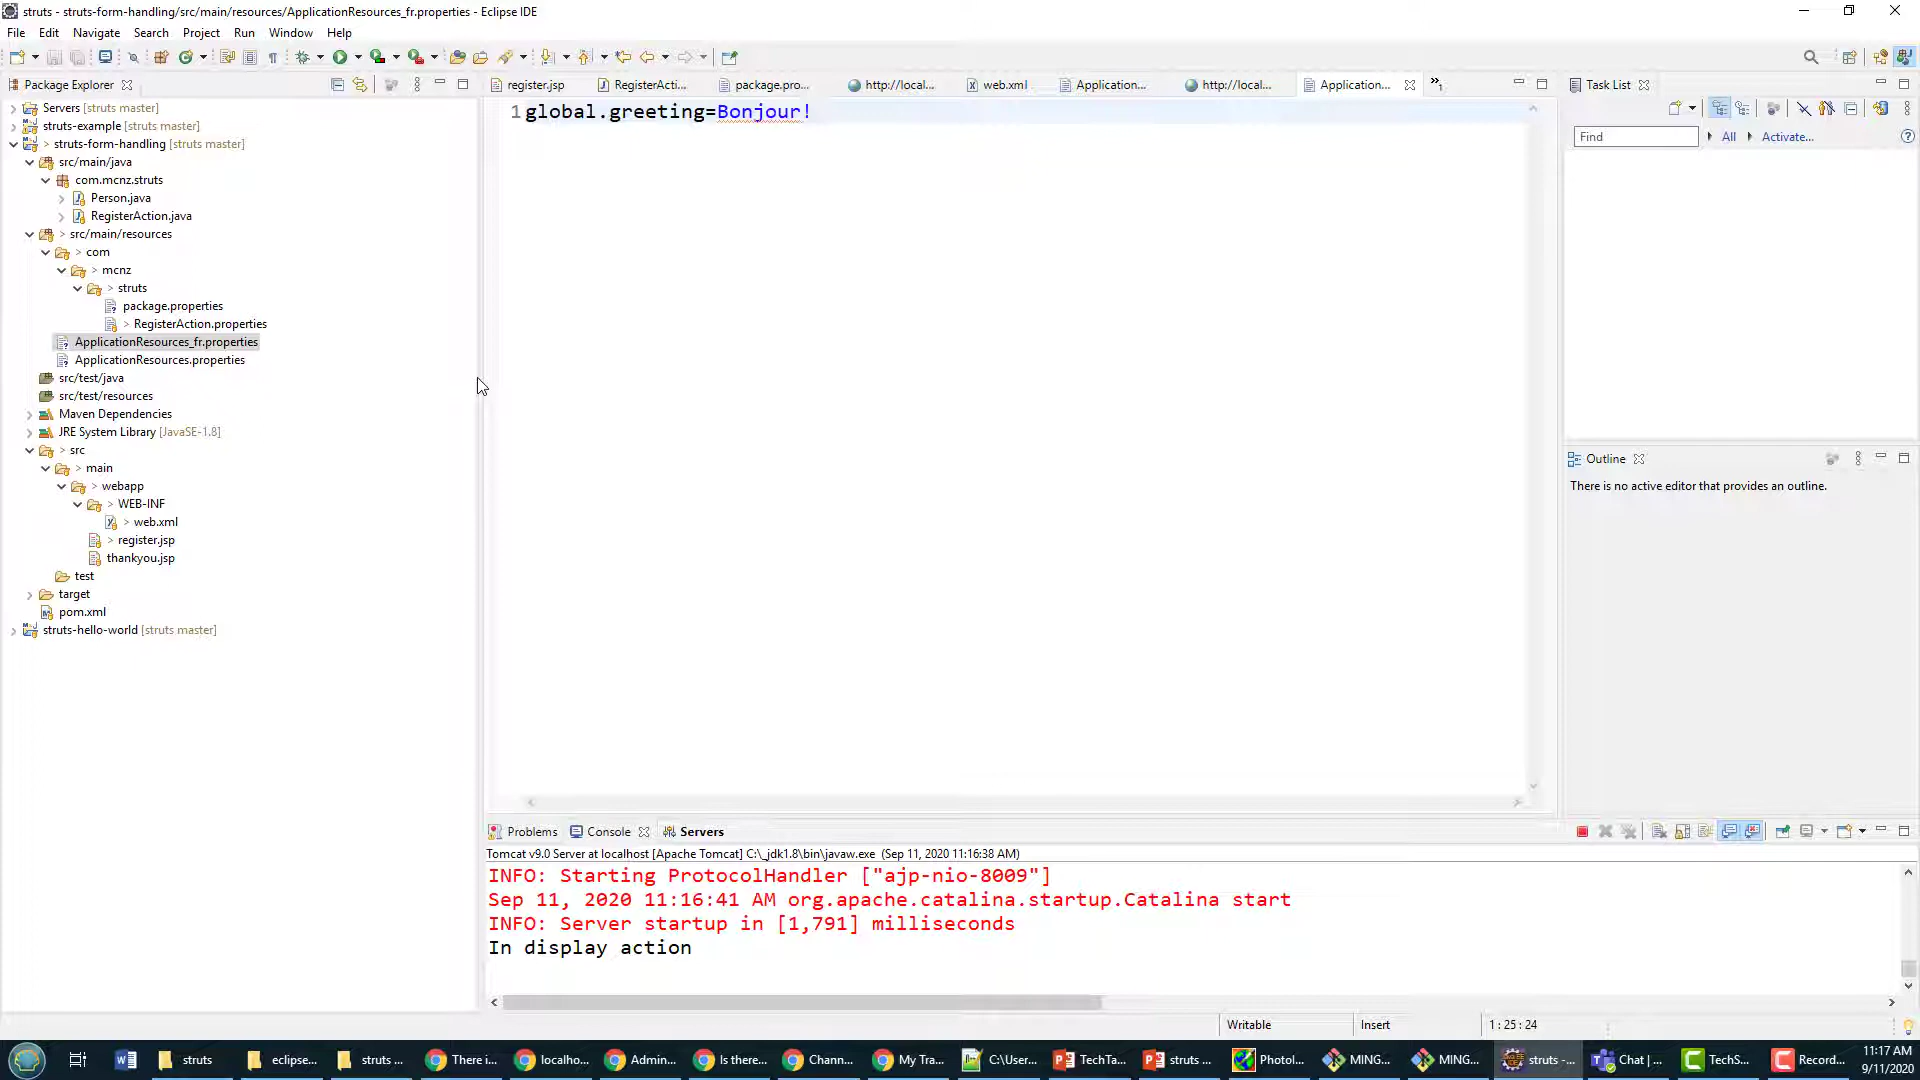 struts - struts-form-handling/src/main/resources/ApplicationResources_fr.properties - Eclipse IDE
File Edit Navigate Search Project Run Window Help
Package Explorer
register.jsp RegisterActi... package.pro... http://local... web.xml Application... http://local... Application... »1
Task List
Servers [struts master]
struts-example [struts master]
> struts-form-handling [struts master]
src/main/java
com.mcnz.struts
Person.java
RegisterAction.java
> src/main/resources
> com
> mcnz
> struts
package.properties
> RegisterAction.properties
ApplicationResources_fr.properties
ApplicationResources.properties
src/test/java
src/test/resources
Maven Dependencies
JRE System Library [JavaSE-1.8]
> src
> main
> webapp
> WEB-INF
> web.xml
> register.jsp
thankyou.jsp
test
target
pom.xml
struts-hello-world [struts master]
1 global.greeting=Bonjour!
Find All Activate...
Outline
There is no active editor that provides an outline.
Problems Console Servers
Tomcat v9.0 Server at localhost [Apache Tomcat] C:\_jdk1.8\bin\javaw.exe (Sep 11, 2020 11:16:38 AM)
INFO: Starting ProtocolHandler ["ajp-nio-8009"]
Sep 11, 2020 11:16:41 AM org.apache.catalina.startup.Catalina start
INFO: Server startup in [1,791] milliseconds
In display action
Writable Insert 1 : 25 : 24
struts eclipse... struts ... There i... localho... Admin... Is there... Chann... My Tra... C:\User... TechTa... struts ... Photol... MING... MING... struts -... Chat | ... TechS... Record...
11:17 AM
9/11/2020